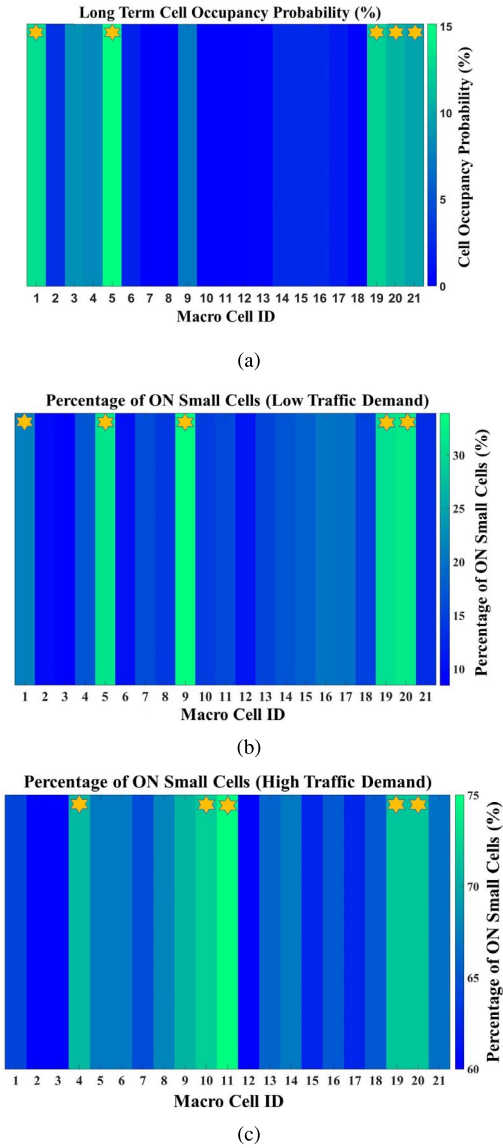 Long Term Cell Occupancy Probability (%)
15
10
5
0
Cell Occupancy Probability (%)
1 2 3 4 5 6 7 8 9 10 11 12 13 14 15 16 17 18 19 20 21
Macro Cell ID
(a)
Percentage of ON Small Cells (Low Traffic Demand)
30
25
20
15
10
Percentage of ON Small Cells (%)
1 2 3 4 5 6 7 8 9 10 11 12 13 14 15 16 17 18 19 20 21
Macro Cell ID
(b)
Percentage of ON Small Cells (High Traffic Demand)
75
70
65
60
Percentage of ON Small Cells (%)
1 2 3 4 5 6 7 8 9 10 11 12 13 14 15 16 17 18 19 20 21
Macro Cell ID
(c)